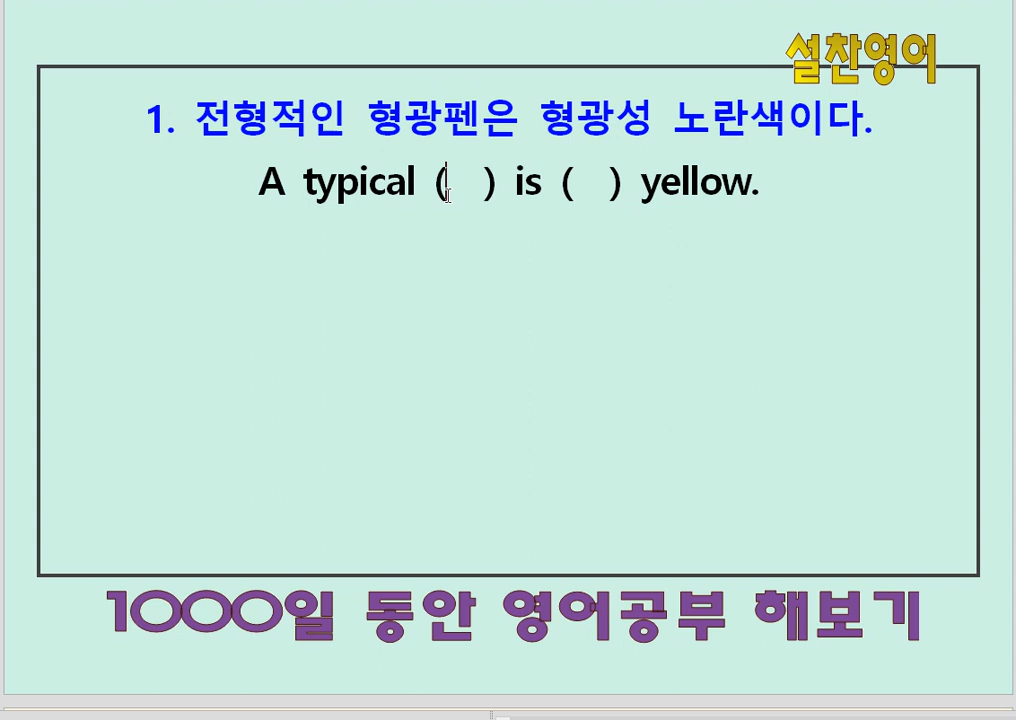 설찬영어
1. 전형적인 형광펜은 형광성 노란색이다.
A typical ( ) is ( ) yellow.
1000일 동안 영어공부 해보기